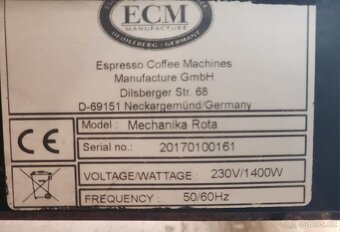 ECM
MANUFACTURE
HEIDELBERG - GERMANY
Espresso Coffee Machines
Manufacture GmbH
Dilsberger Str. 68
D-69151 Neckargemünd/Germany
Model : Mechanika Rota
Serial no.: 20170100161
CE
VOLTAGE/WATTAGE : 230V/1400W
FREQUENCY : 50/60Hz